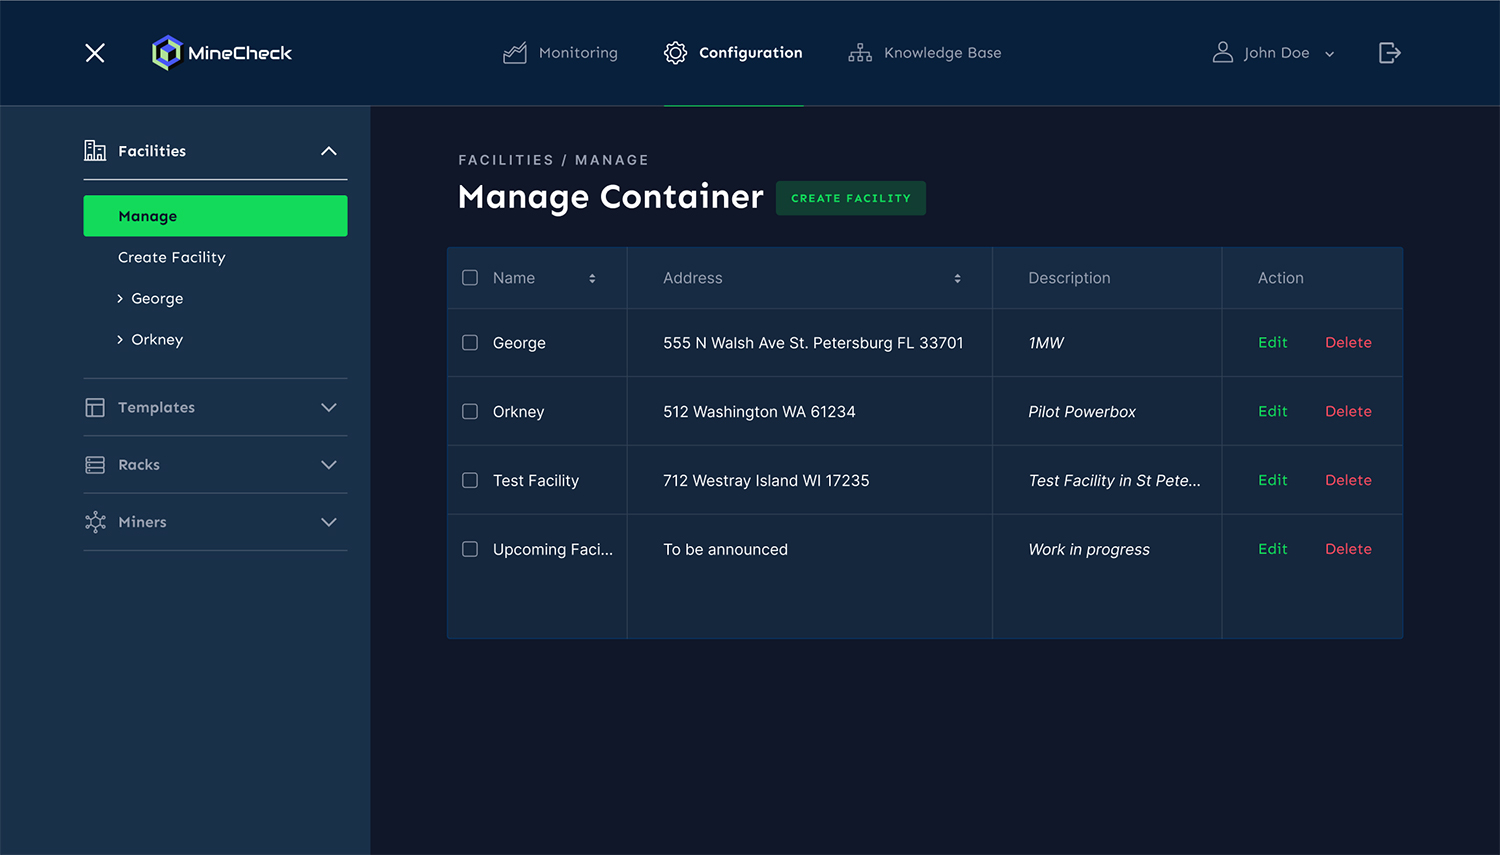 MineCheck
Monitoring
Configuration
Knowledge Base
John Doe
Facilities
Manage
Create Facility
George
Orkney
Templates
Racks
Miners
FACILITIES / MANAGE
Manage Container
CREATE FACILITY
Name Address Description Action
George 555 N Walsh Ave St. Petersburg FL 33701 1MW Edit Delete
Orkney 512 Washington WA 61234 Pilot Powerbox Edit Delete
Test Facility 712 Westray Island WI 17235 Test Facility in St Pete... Edit Delete
Upcoming Faci... To be announced Work in progress Edit Delete